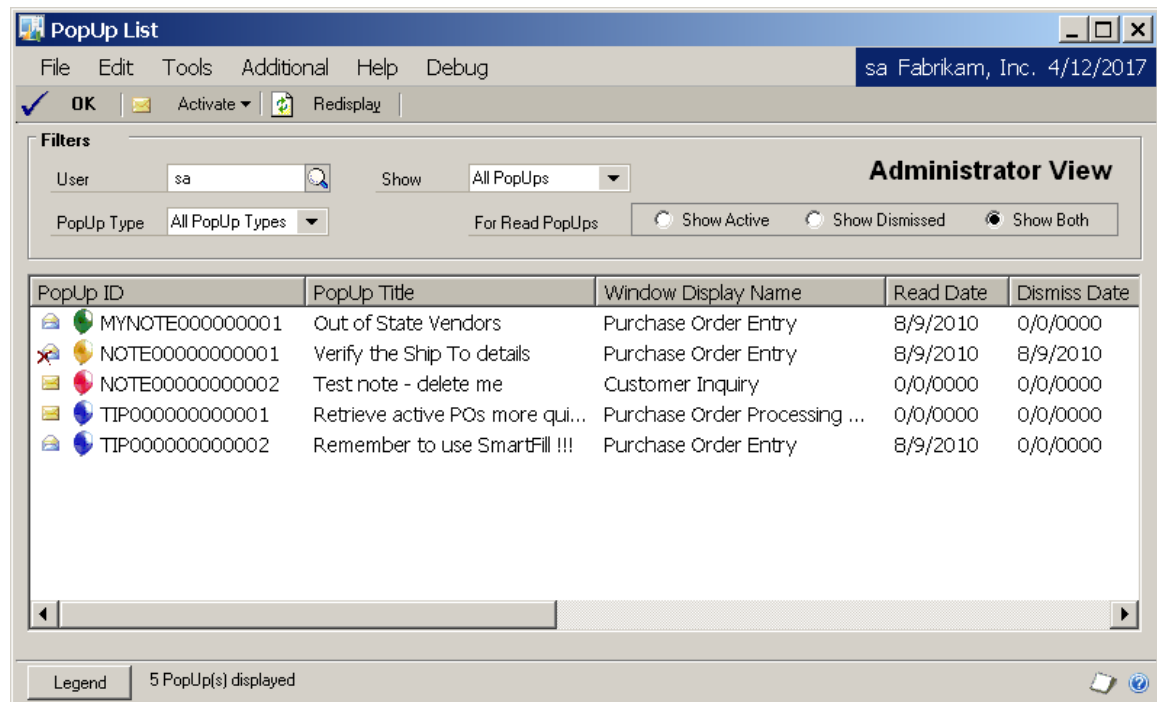 PopUp List
File Edit Tools Additional Help Debug sa Fabrikam, Inc. 4/12/2017
OK Activate Redisplay
Filters
User sa Show All PopUps Administrator View
PopUp Type All PopUp Types For Read PopUps Show Active Show Dismissed Show Both
PopUp ID PopUp Title Window Display Name Read Date Dismiss Date
MYNOTE000000001 Out of State Vendors Purchase Order Entry 8/9/2010 0/0/0000
NOTE00000000001 Verify the Ship To details Purchase Order Entry 8/9/2010 8/9/2010
NOTE00000000002 Test note - delete me Customer Inquiry 0/0/0000 0/0/0000
TIP000000000001 Retrieve active POs more qui... Purchase Order Processing ... 0/0/0000 0/0/0000
TIP000000000002 Remember to use SmartFill !!! Purchase Order Entry 8/9/2010 0/0/0000
Legend 5 PopUp(s) displayed